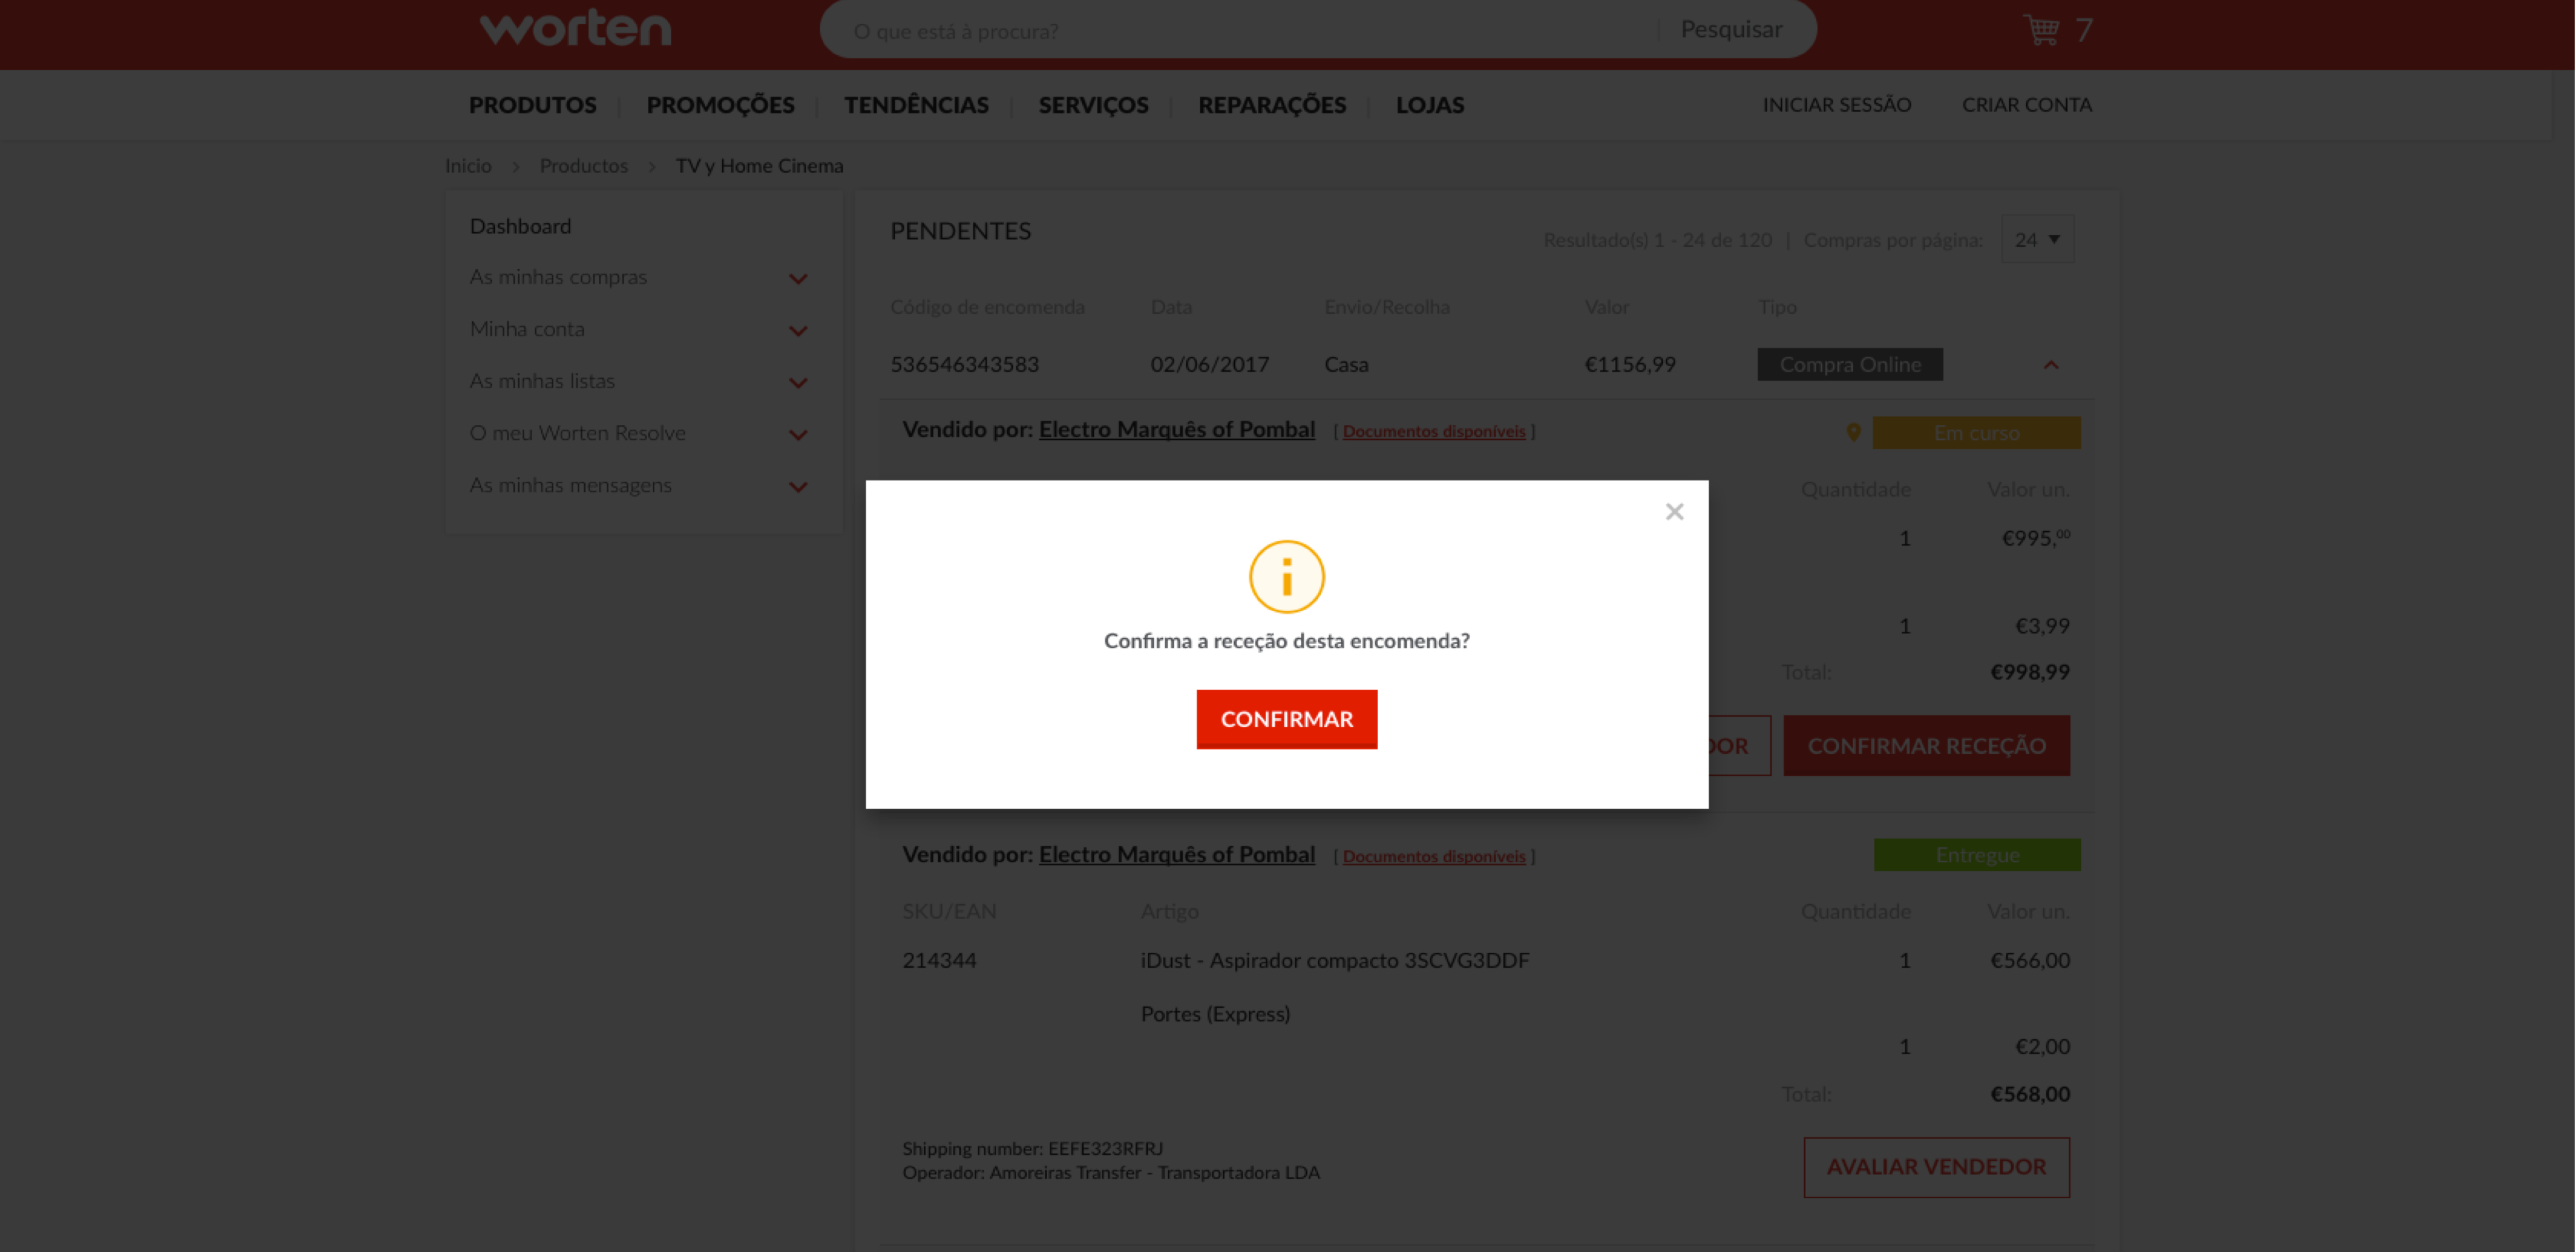 worten
O que está à procura?
Pesquisar
7
PRODUTOS
PROMOÇÕES
TENDÊNCIAS
SERVIÇOS
REPARAÇÕES
LOJAS
INICIAR SESSÃO
CRIAR CONTA
Inicio > Productos > TV y Home Cinema
Dashboard
As minhas compras
Minha conta
As minhas listas
O meu Worten Resolve
As minhas mensagens
PENDENTES
Resultado(s) 1 - 24 de 120 | Compras por página: 24
Código de encomenda Data Envio/Recolha Valor Tipo
536546343583 02/06/2017 Casa €1156,99 Compra Online
Vendido por: Electro Marquês of Pombal [ Documentos disponíveis ] Em curso
Quantidade Valor un.
1 €995,00
1 €3,99
Total: €998,99
DOR
CONFIRMAR RECEÇÃO
i
Confirma a receção desta encomenda?
CONFIRMAR
Vendido por: Electro Marquês of Pombal [ Documentos disponíveis ] Entregue
SKU/EAN Artigo Quantidade Valor un.
214344 iDust - Aspirador compacto 3SCVG3DDF 1 €566,00
Portes (Express)
1 €2,00
Total: €568,00
Shipping number: EEFE323RFRJ
Operador: Amoreiras Transfer - Transportadora LDA
AVALIAR VENDEDOR